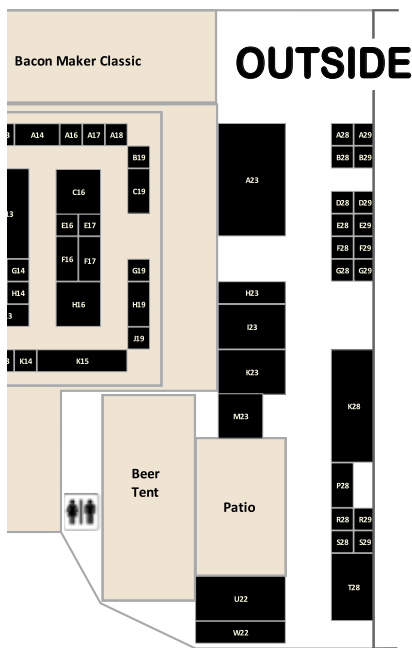 OUTSIDE
Bacon Maker Classic
A14 A16 A17 A18
A23
A28 A29
B19
B28 B29
C16
C19
D28 D29
E16 E17
E28 E29
F16 F17
F28 F29
G14
G19
G28 G29
H14
H16
H19
H23
I23
J19
K14 K15
K23
K28
M23
Beer
Tent
Patio
P28
R28 R29
S28 S29
T28
U22
W22